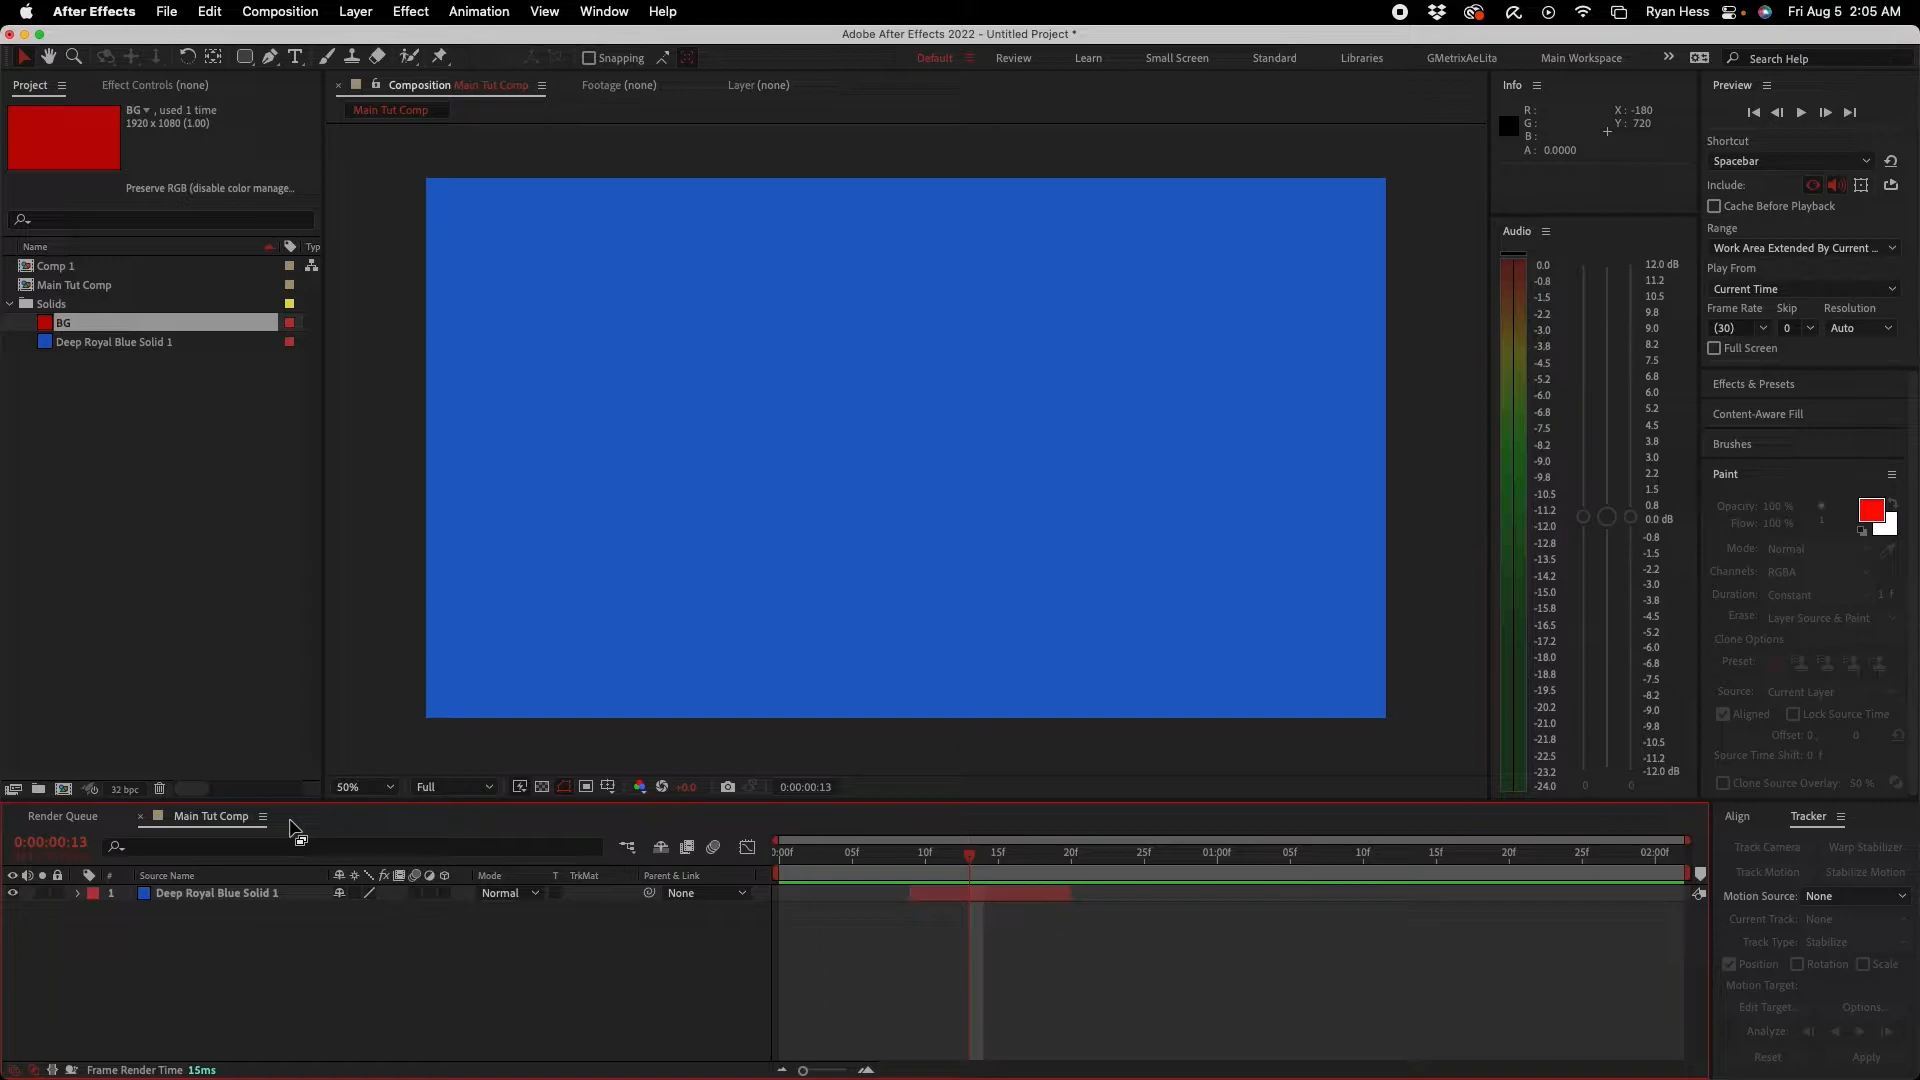 After Effects File Edit Composition Layer Effect Animation View Window Help Ryan Hess Fri Aug 5 2:05 AM
Adobe After Effects 2022 - Untitled Project *
Snapping Default Review Learn Small Screen Standard Libraries GMetrixAeLita Main Workspace Search Help
Project Effect Controls (none) Composition Main Tut Comp Footage (none) Layer (none) Info Preview
BG , used 1 time
1920 x 1080 (1.00)
Main Tut Comp
R: X: -180
G: Y: 720
B:
A: 0.0000
Shortcut
Spacebar
Preserve RGB (disable color manage...
Include:
Cache Before Playback
Range
Work Area Extended By Current ...
Play From
Current Time
Frame Rate Skip Resolution
(30) 0 Auto
Full Screen
Audio
Name Typ
Comp 1
Main Tut Comp
Solids
BG
Deep Royal Blue Solid 1
0.0
-0.8
-1.5
-2.2
-3.0
-3.8
-4.5
-5.2
-6.0
-6.8
-7.5
-8.2
-9.0
-9.8
-10.5
-11.2
-12.0
-12.8
-13.5
-14.2
-15.0
-15.8
-16.5
-17.2
-18.0
-18.8
-19.5
-20.2
-21.0
-21.8
-22.5
-23.2
-24.0
12.0 dB
11.2
10.5
9.8
9.0
8.2
7.5
6.8
6.0
5.2
4.5
3.8
3.0
2.2
1.5
0.8
0.0 dB
-0.8
-1.5
-2.2
-3.0
-3.8
-4.5
-5.2
-6.0
-6.8
-7.5
-8.2
-9.0
-9.8
-10.5
-11.2
-12.0 dB
0 0
Effects & Presets
Content-Aware Fill
Brushes
Paint
Opacity: 100 %
Flow: 100 % 1
Mode: Normal
Channels: RGBA
Duration: Constant 1 f
Erase: Layer Source & Paint
Clone Options
Preset:
Source: Current Layer
Aligned Lock Source Time
Offset: 0 , 0
Source Time Shift: 0 f
Clone Source Overlay: 50 %
32 bpc 50% Full +0.0 0:00:00:13
Render Queue Main Tut Comp
0:00:00:13
0:00f 05f 10f 15f 20f 25f 01:00f 05f 10f 15f 20f 25f 02:00f
# Source Name fx Mode T TrkMat Parent & Link
1 Deep Royal Blue Solid 1 Normal None
Frame Render Time 15ms
Align Tracker
Track Camera Warp Stabilizer
Track Motion Stabilize Motion
Motion Source: None
Current Track: None
Track Type: Stabilize
Position Rotation Scale
Motion Target:
Edit Target... Options...
Analyze:
Reset Apply